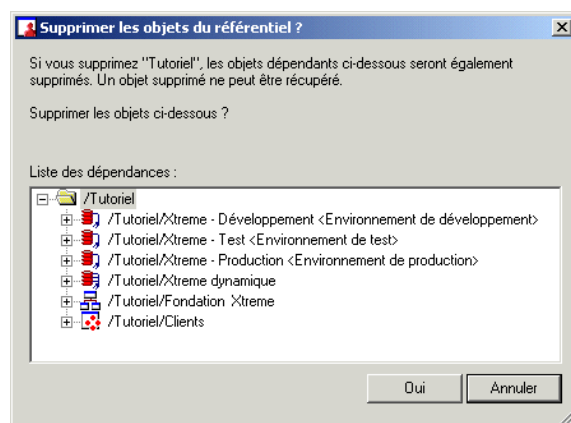 Supprimer les objets du référentiel ?
Si vous supprimez "Tutoriel", les objets dépendants ci-dessous seront également
supprimés. Un objet supprimé ne peut être récupéré.
Supprimer les objets ci-dessous ?
Liste des dépendances :
/Tutoriel
/Tutoriel/Xtreme - Développement <Environnement de développement>
/Tutoriel/Xtreme - Test <Environnement de test>
/Tutoriel/Xtreme - Production <Environnement de production>
/Tutoriel/Xtreme dynamique
/Tutoriel/Fondation Xtreme
/Tutoriel/Clients
Oui
Annuler